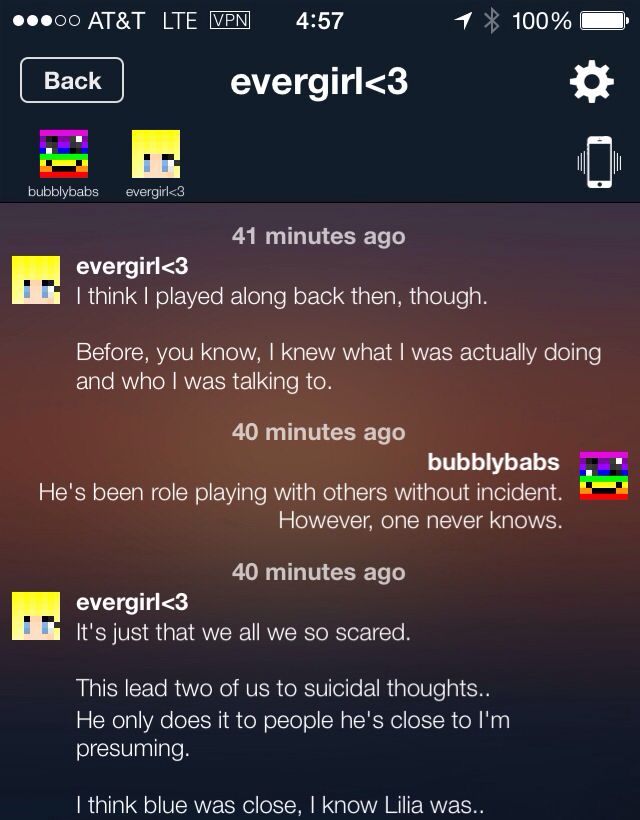 AT&T LTE VPN 4:57 100%
Back evergirl<3
bubblybabs evergirl<3
41 minutes ago
evergirl<3
I think I played along back then, though.
Before, you know, I knew what I was actually doing
and who I was talking to.
40 minutes ago
bubblybabs
He's been role playing with others without incident.
However, one never knows.
40 minutes ago
evergirl<3
It's just that we all we so scared.
This lead two of us to suicidal thoughts..
He only does it to people he's close to I'm
presuming.
I think blue was close, I know Lilia was..